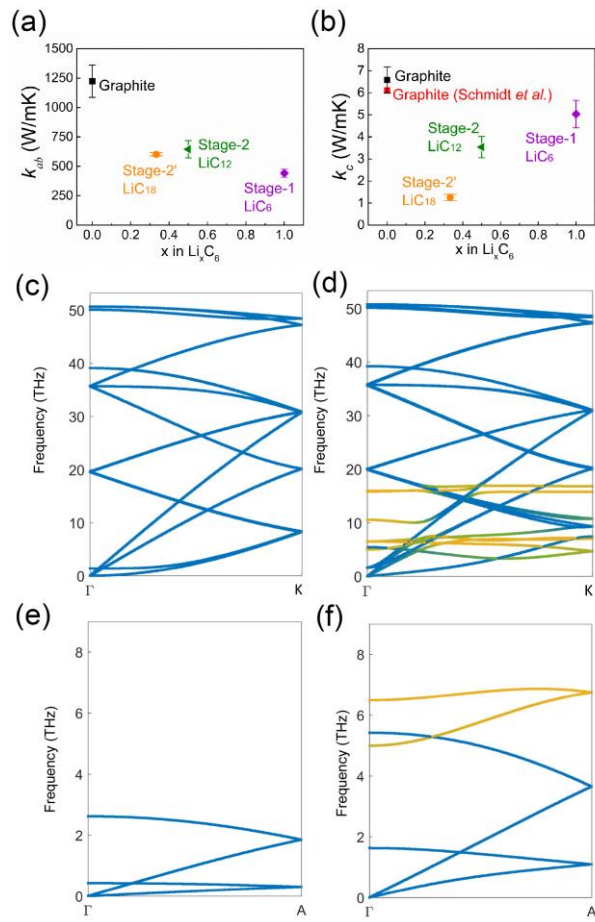 (a)
1500
1250
1000
750
500
250
0
k_ab (W/mK)
Graphite
Stage-2'
LiC18
Stage-2
LiC12
Stage-1
LiC6
0.0 0.2 0.4 0.6 0.8 1.0
x in LixC6
(b)
8
7
6
5
4
3
2
1
0
k_c (W/mK)
Graphite
Graphite (Schmidt et al.)
Stage-2
LiC12
Stage-1
LiC6
Stage-2'
LiC18
0.0 0.2 0.4 0.6 0.8 1.0
x in LixC6
(c)
50
40
30
20
10
0
Frequency (THz)
Γ K
(d)
50
40
30
20
10
0
Frequency (THz)
Γ K
(e)
8
6
4
2
0
Frequency (THz)
Γ A
(f)
8
6
4
2
0
Frequency (THz)
Γ A